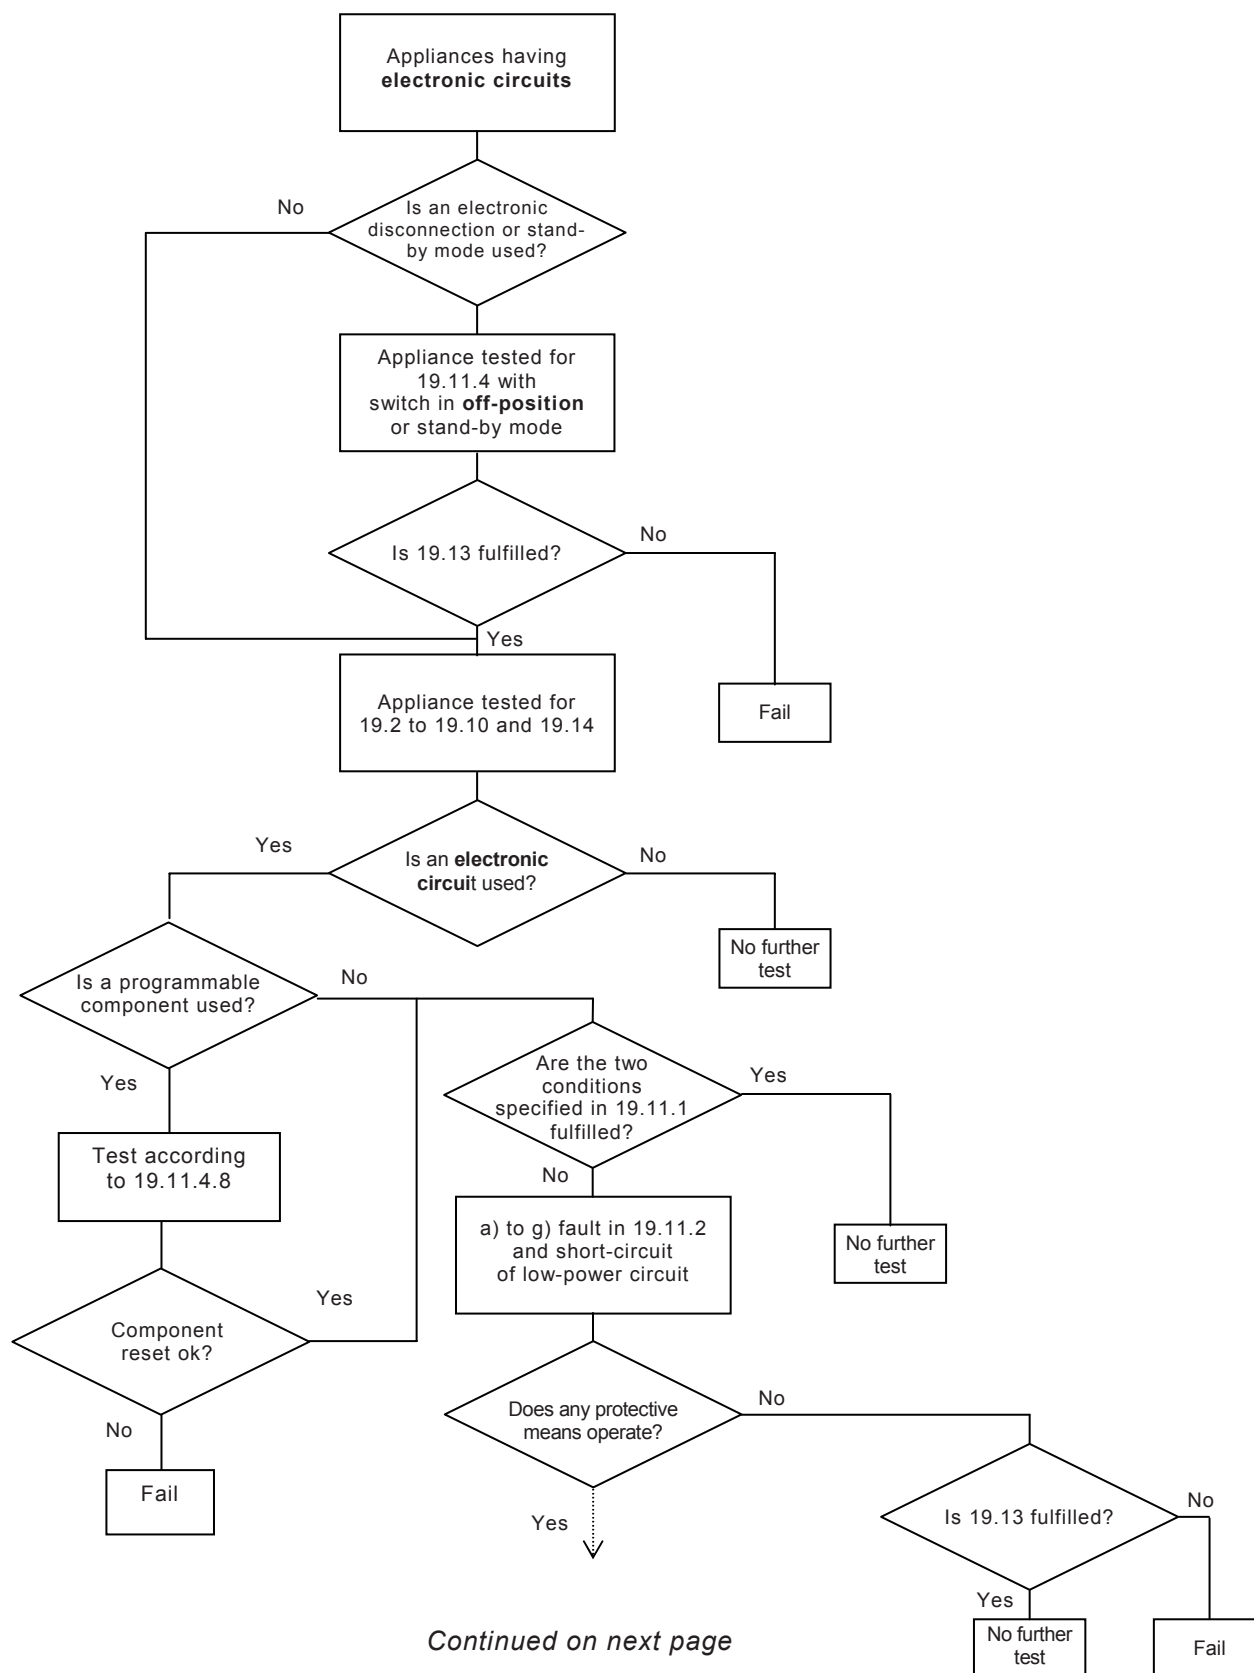 Appliances having
electronic circuits
No
Is an electronic
disconnection or stand-
by mode used?
Appliance tested for
19.11.4 with
switch in off-position
or stand-by mode
Is 19.13 fulfilled?
No
Yes
Appliance tested for
19.2 to 19.10 and 19.14
Fail
Yes
Is an electronic
circuit used?
No
No further
test
Is a programmable
component used?
No
Yes
Are the two
conditions
specified in 19.11.1
fulfilled?
Yes
Test according
to 19.11.4.8
No
a) to g) fault in 19.11.2
and short-circuit
of low-power circuit
No further
test
Yes
Component
reset ok?
No
Does any protective
means operate?
No
Fail
Yes
Is 19.13 fulfilled?
No
Yes
No further
test
Fail
Continued on next page